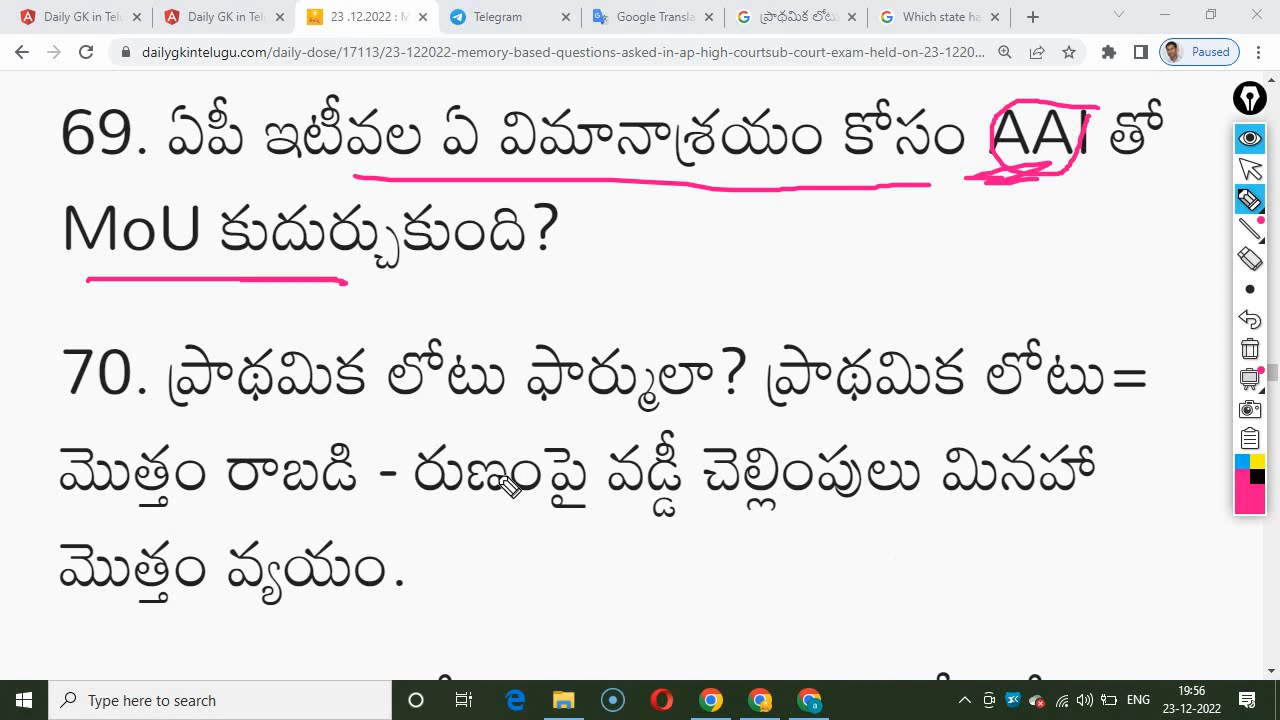 Daily GK in Tel
Daily GK in Telu
23 .12.2022 : M
Telegram
Google Transla
ప్రాథమిక లోటు
Which state ha
dailygkintelugu.com/daily-dose/17113/23-122022-memory-based-questions-asked-in-ap-high-courtsub-court-exam-held-on-23-1220...
Paused
69. ఏపీ ఇటీవల ఏ విమానాశ్రయం కోసం AAI తో
MoU కుదుర్చుకుంది?
70. ప్రాథమిక లోటు ఫార్ములా? ప్రాథమిక లోటు=
మొత్తం రాబడి - రుణంపై వడ్డీ చెల్లింపులు మినహా
మొత్తం వ్యయం.
Type here to search
ENG
19:56
23-12-2022